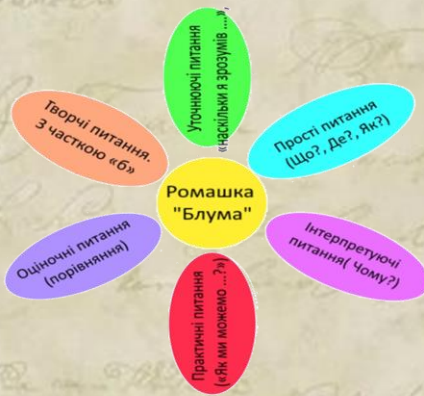 Ромашка
"Блума"
Уточнюючі питання
«наскільки я зрозумів ....»,
Прості питання
(Що?, Де?, Як?)
Інтерпретуючі
питання( Чому?)
Практичні питання
(«Як ми можемо ...?»)
Оціночні питання
(порівняння)
Творчі питання.
З часткою «б»